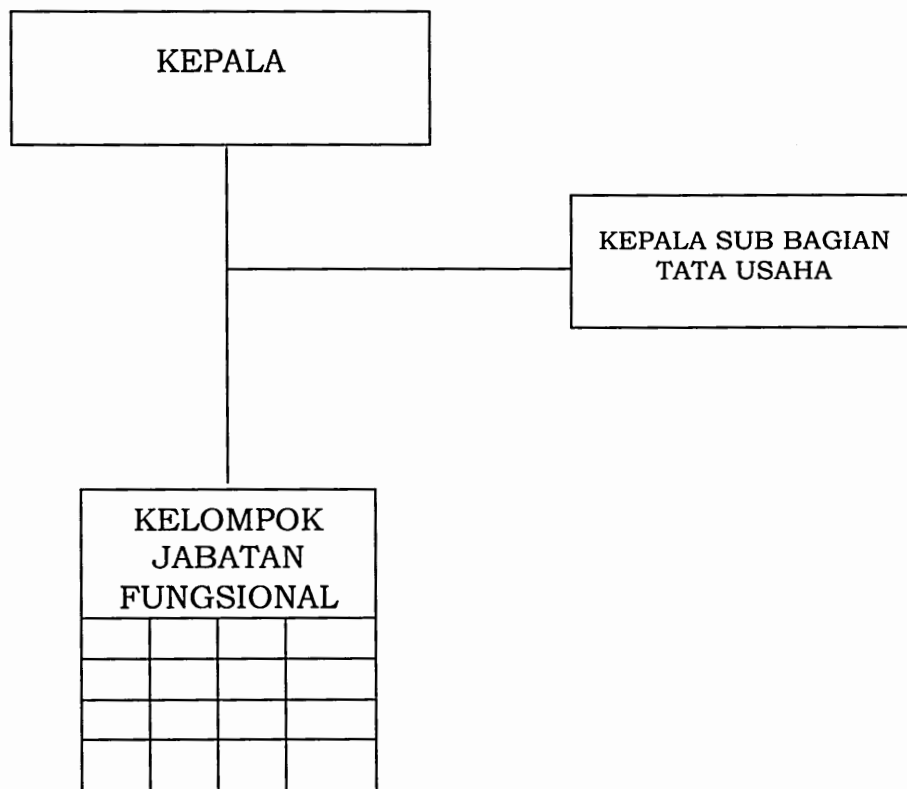 KEPALA
KEPALA SUB BAGIAN
TATA USAHA
KELOMPOK
JABATAN
FUNGSIONAL